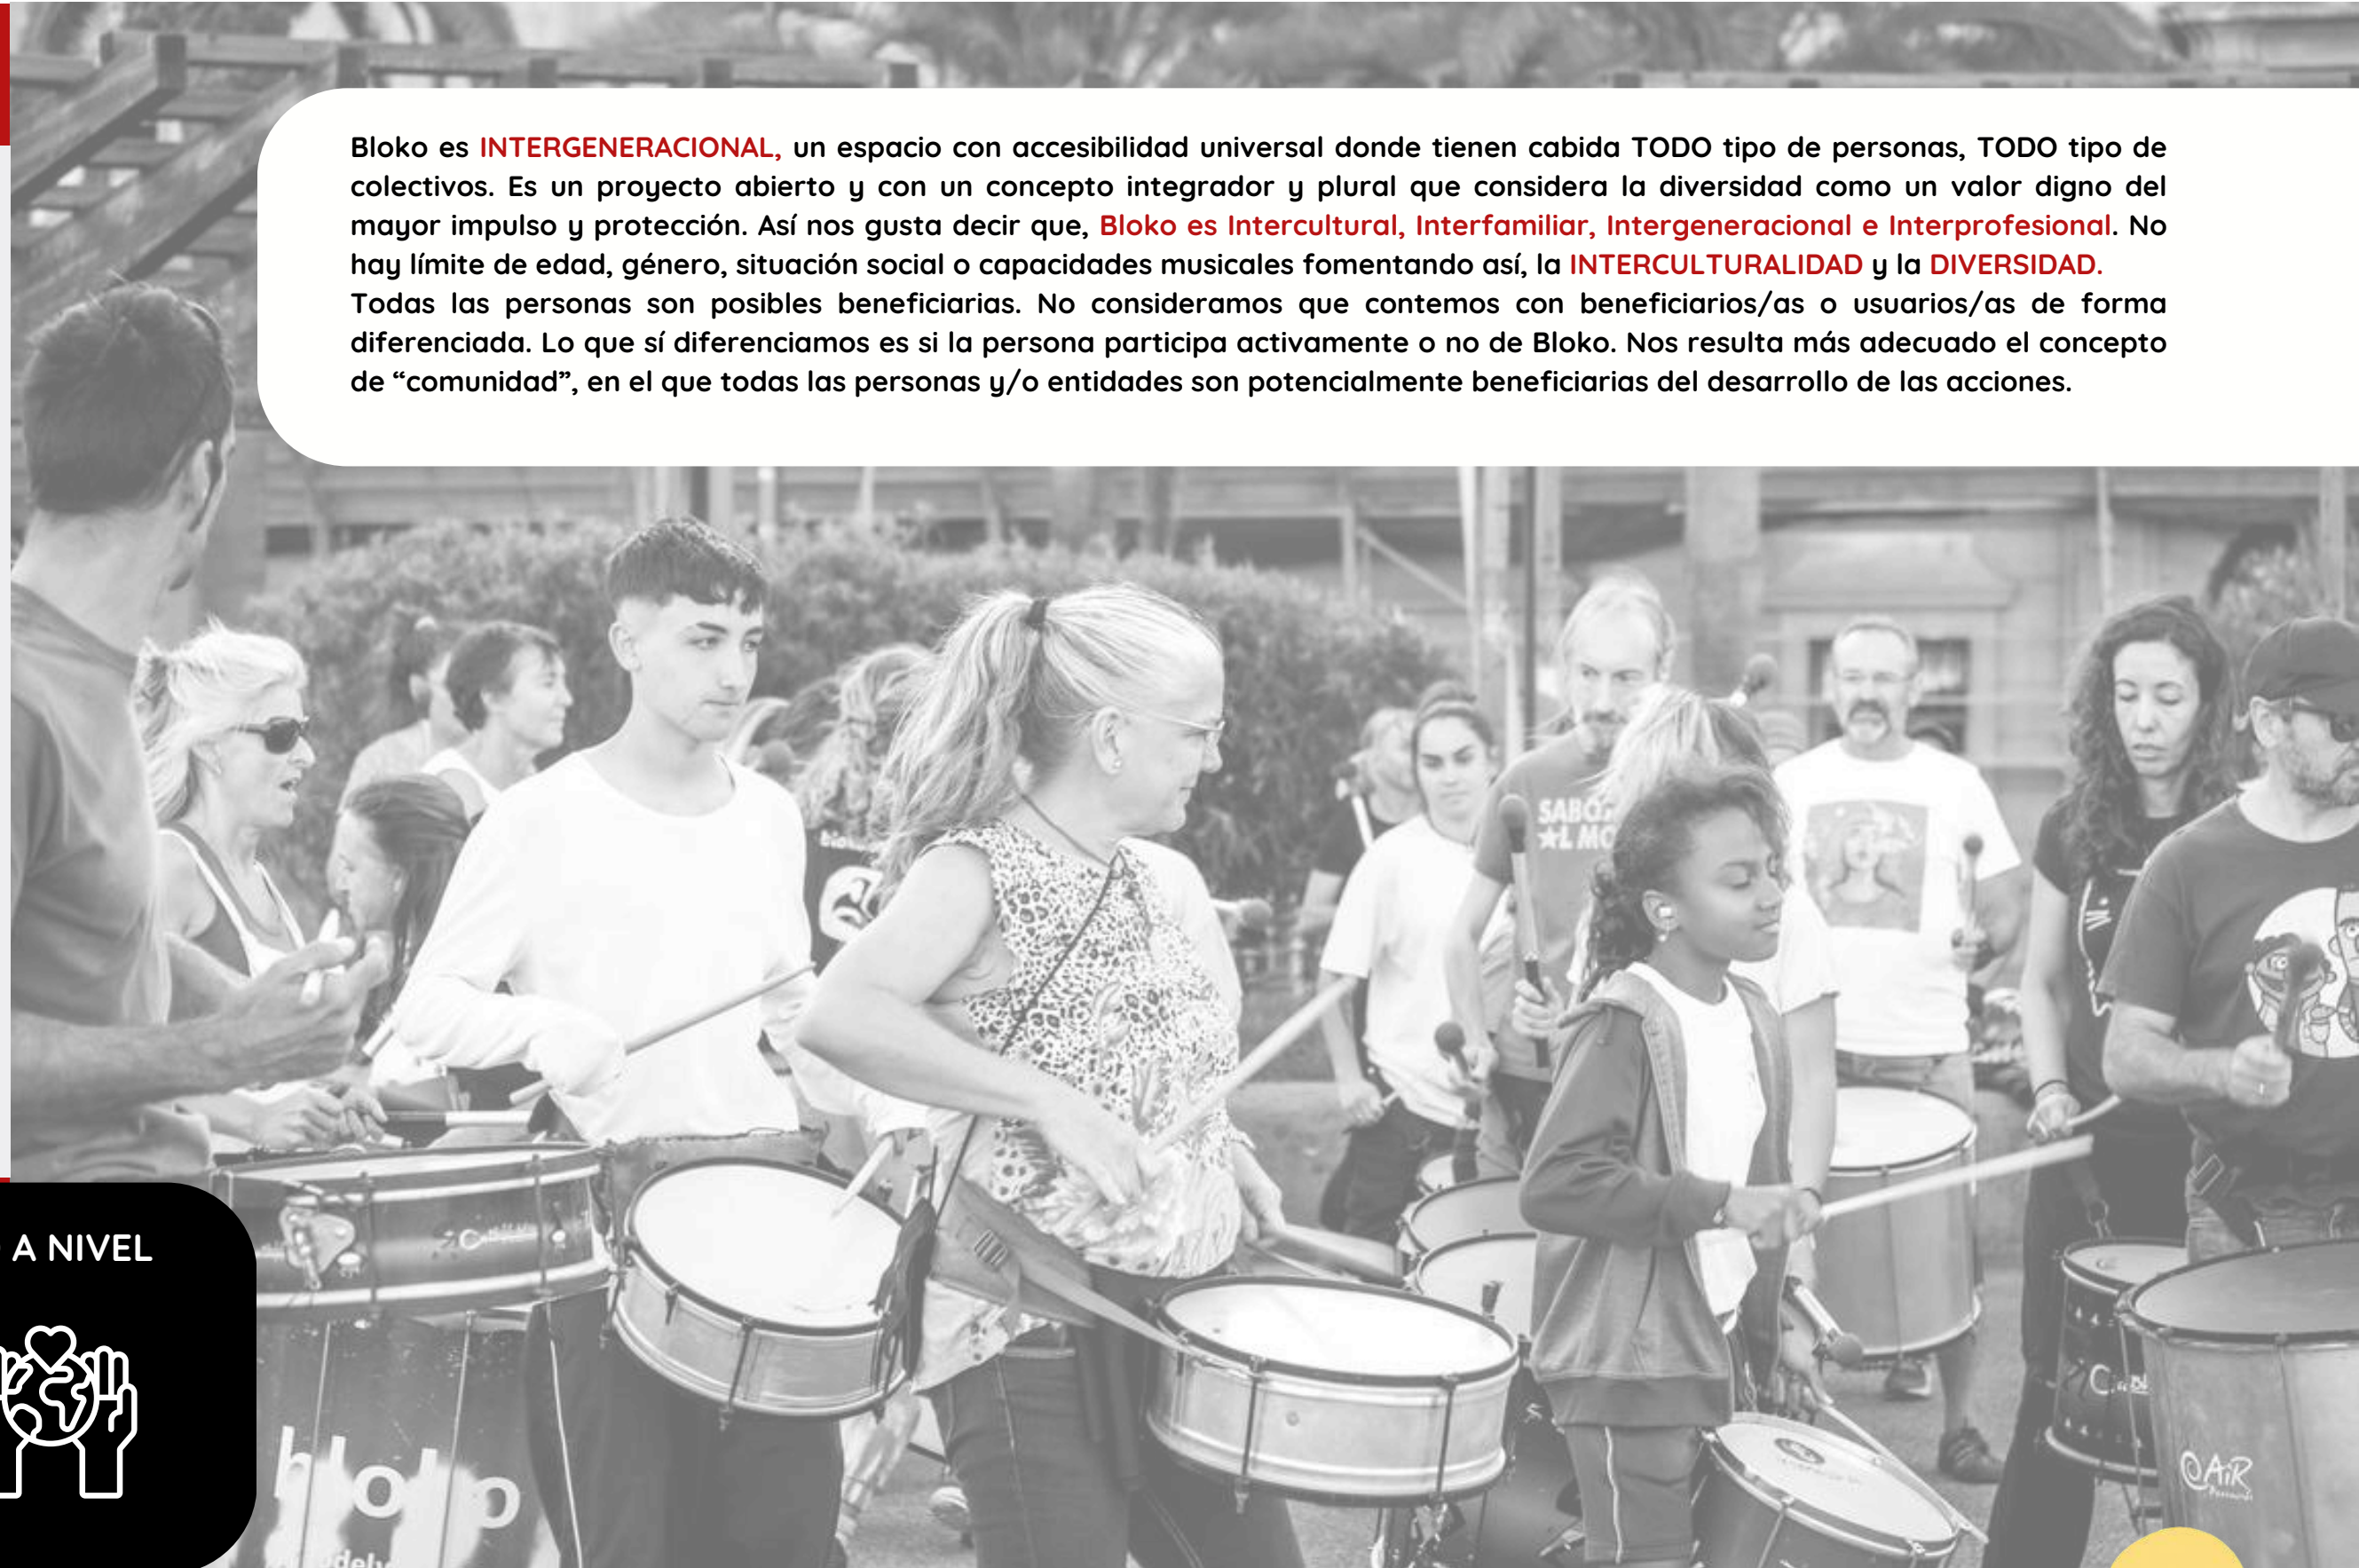 Bloko es INTERGENERACIONAL, un espacio con accesibilidad universal donde tienen cabida TODO tipo de personas, TODO tipo de
colectivos. Es un proyecto abierto y con un concepto integrador y plural que considera la diversidad como un valor digno del
mayor impulso y protección. Así nos gusta decir que, Bloko es Intercultural, Interfamiliar, Intergeneracional e Interprofesional. No
hay límite de edad, género, situación social o capacidades musicales fomentando así, la INTERCULTURALIDAD y la DIVERSIDAD.
Todas las personas son posibles beneficiarias. No consideramos que contemos con beneficiarios/as o usuarios/as de forma
diferenciada. Lo que sí diferenciamos es si la persona participa activamente o no de Bloko. Nos resulta más adecuado el concepto
de “comunidad”, en el que todas las personas y/o entidades son potencialmente beneficiarias del desarrollo de las acciones.
A NIVEL
bloko
AiR